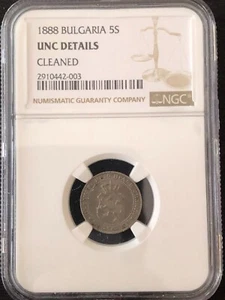 1888 BULGARIA 5S
UNC DETAILS
CLEANED
2910442-003
NUMISMATIC GUARANTY COMPANY
NGC